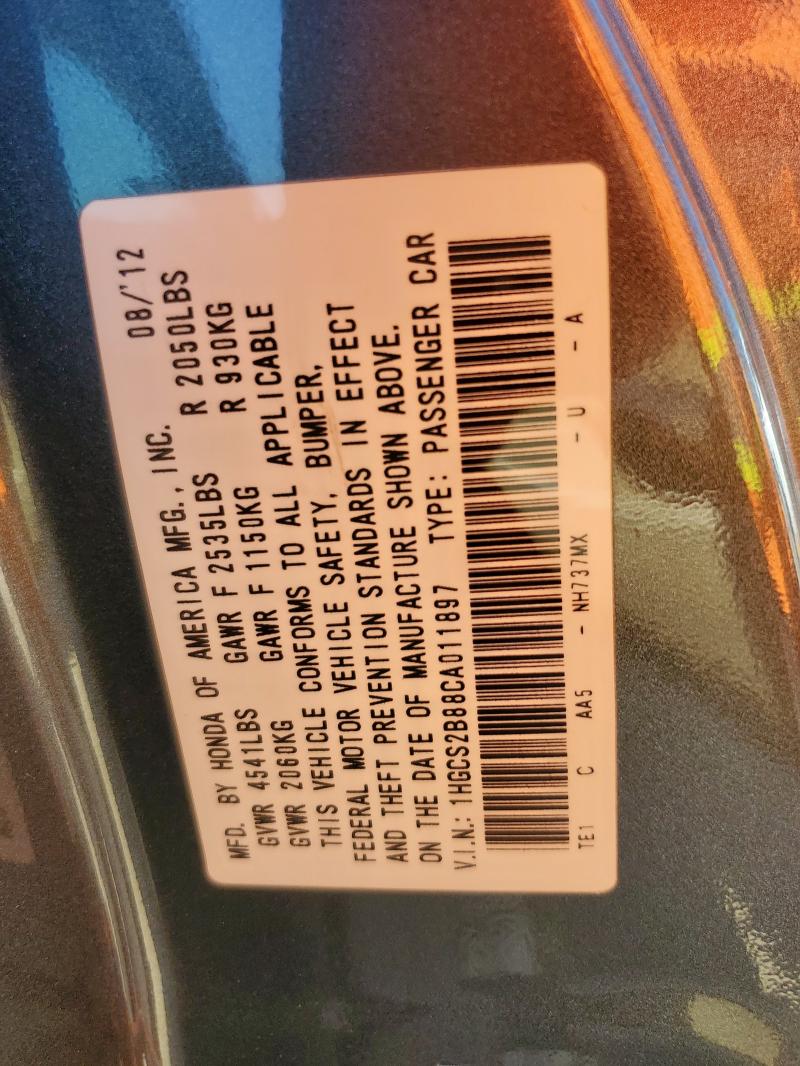 MFD. BY HONDA OF AMERICA MFG., INC. 08/'12
GVWR 4541LBS GAWR F 2535LBS R 2050LBS
GVWR 2060KG GAWR F 1150KG R 930KG
THIS VEHICLE CONFORMS TO ALL APPLICABLE
FEDERAL MOTOR VEHICLE SAFETY, BUMPER,
AND THEFT PREVENTION STANDARDS IN EFFECT
ON THE DATE OF MANUFACTURE SHOWN ABOVE.
V.I.N.: 1HGCS2B88CA011897 TYPE: PASSENGER CAR
TE1 C AA5 - NH737MX - U - A